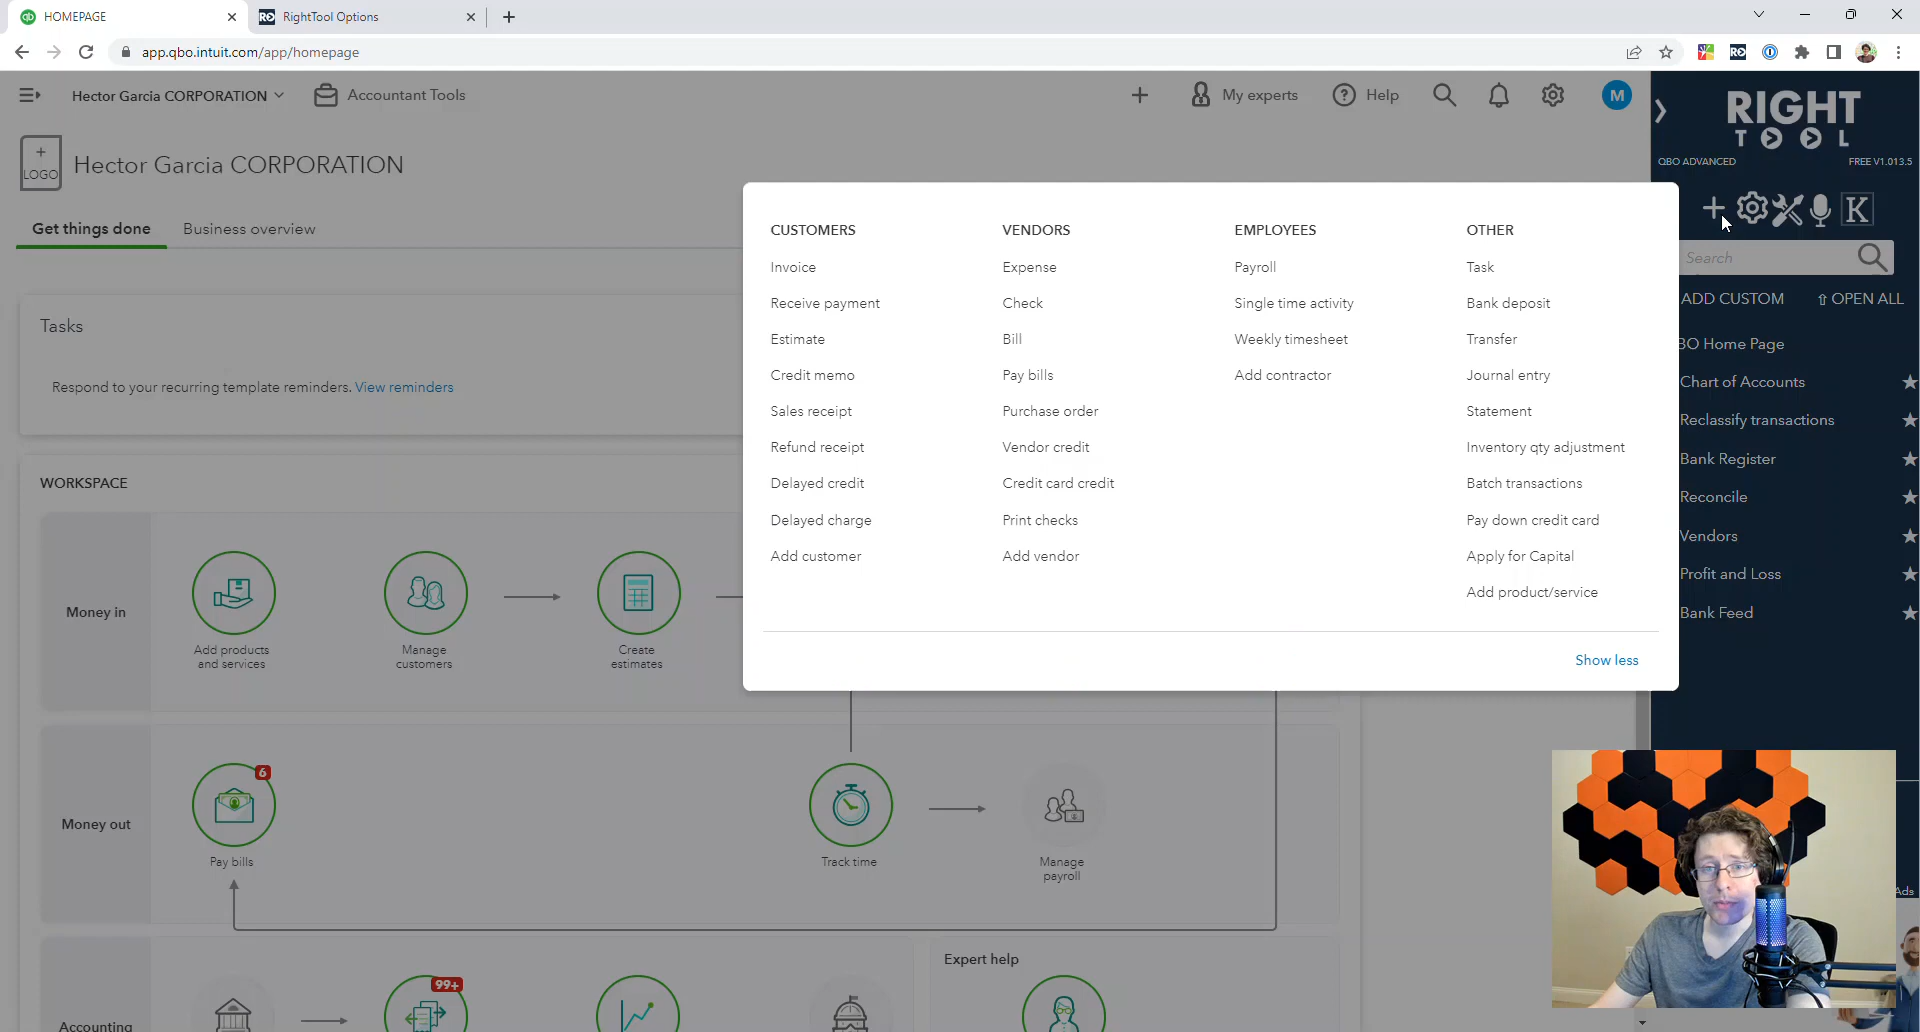 HOMEPAGE
RightTool Options
app.qbo.intuit.com/app/homepage
Hector Garcia CORPORATION
Accountant Tools
My experts
Help
M
+
LOGO
Hector Garcia CORPORATION
Get things done
Business overview
Tasks
Respond to your recurring template reminders. View reminders
WORKSPACE
Money in
Add products
and services
Manage
customers
Create
estimates
Money out
6
Pay bills
Track time
Manage
payroll
Accounting
99+
Expert help
CUSTOMERS
Invoice
Receive payment
Estimate
Credit memo
Sales receipt
Refund receipt
Delayed credit
Delayed charge
Add customer
VENDORS
Expense
Check
Bill
Pay bills
Purchase order
Vendor credit
Credit card credit
Print checks
Add vendor
EMPLOYEES
Payroll
Single time activity
Weekly timesheet
Add contractor
OTHER
Task
Bank deposit
Transfer
Journal entry
Statement
Inventory qty adjustment
Batch transactions
Pay down credit card
Apply for Capital
Add product/service
Show less
RIGHT
TOOL
QBO ADVANCED
FREE V1.013.5
K
Search
ADD CUSTOM
⇧ OPEN ALL
BO Home Page
Chart of Accounts
Reclassify transactions
Bank Register
Reconcile
Vendors
Profit and Loss
Bank Feed
Ads